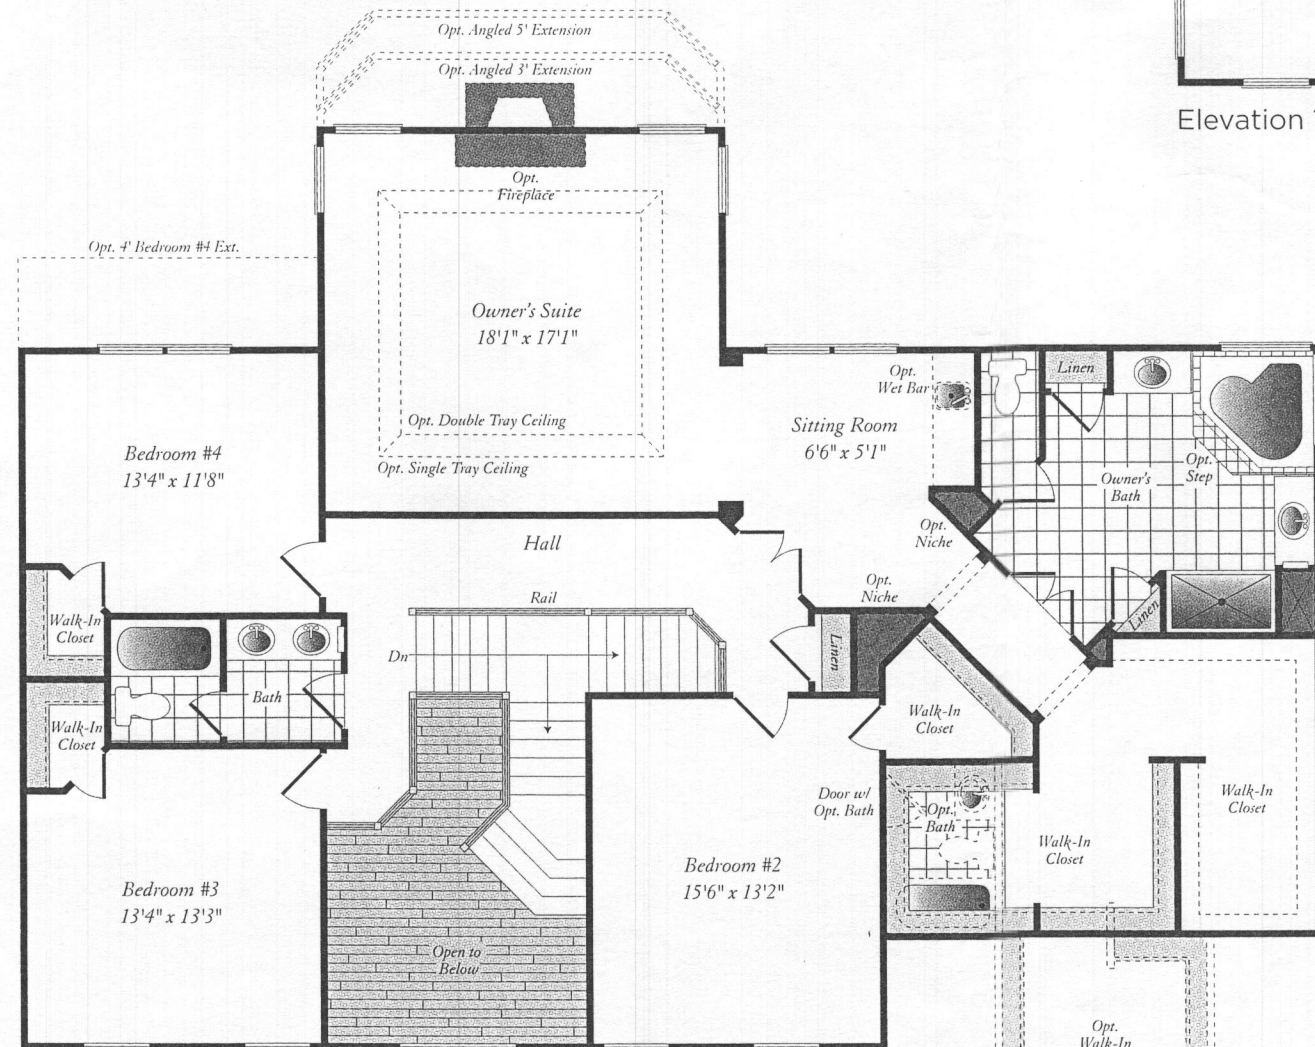 Opt. Angled 5' Extension
Opt. Angled 3' Extension
Elevation
Opt.
Fireplace
Opt. 4' Bedroom #4 Ext.
Owner's Suite
18'1" x 17'1"
Opt. Double Tray Ceiling
Opt. Single Tray Ceiling
Bedroom #4
13'4" x 11'8"
Opt.
Wet Bar
Sitting Room
6'6" x 5'1"
Linen
Owner's
Bath
Opt.
Step
Opt.
Niche
Hall
Opt.
Niche
Rail
Walk-In
Closet
Linen
Linen
Dn
Bath
Walk-In
Closet
Walk-In
Closet
Door w/
Opt. Bath
Opt.
Bath
Walk-In
Closet
Walk-In
Closet
Bedroom #2
15'6" x 13'2"
Bedroom #3
13'4" x 13'3"
Open to
Below
Opt.
Walk-In